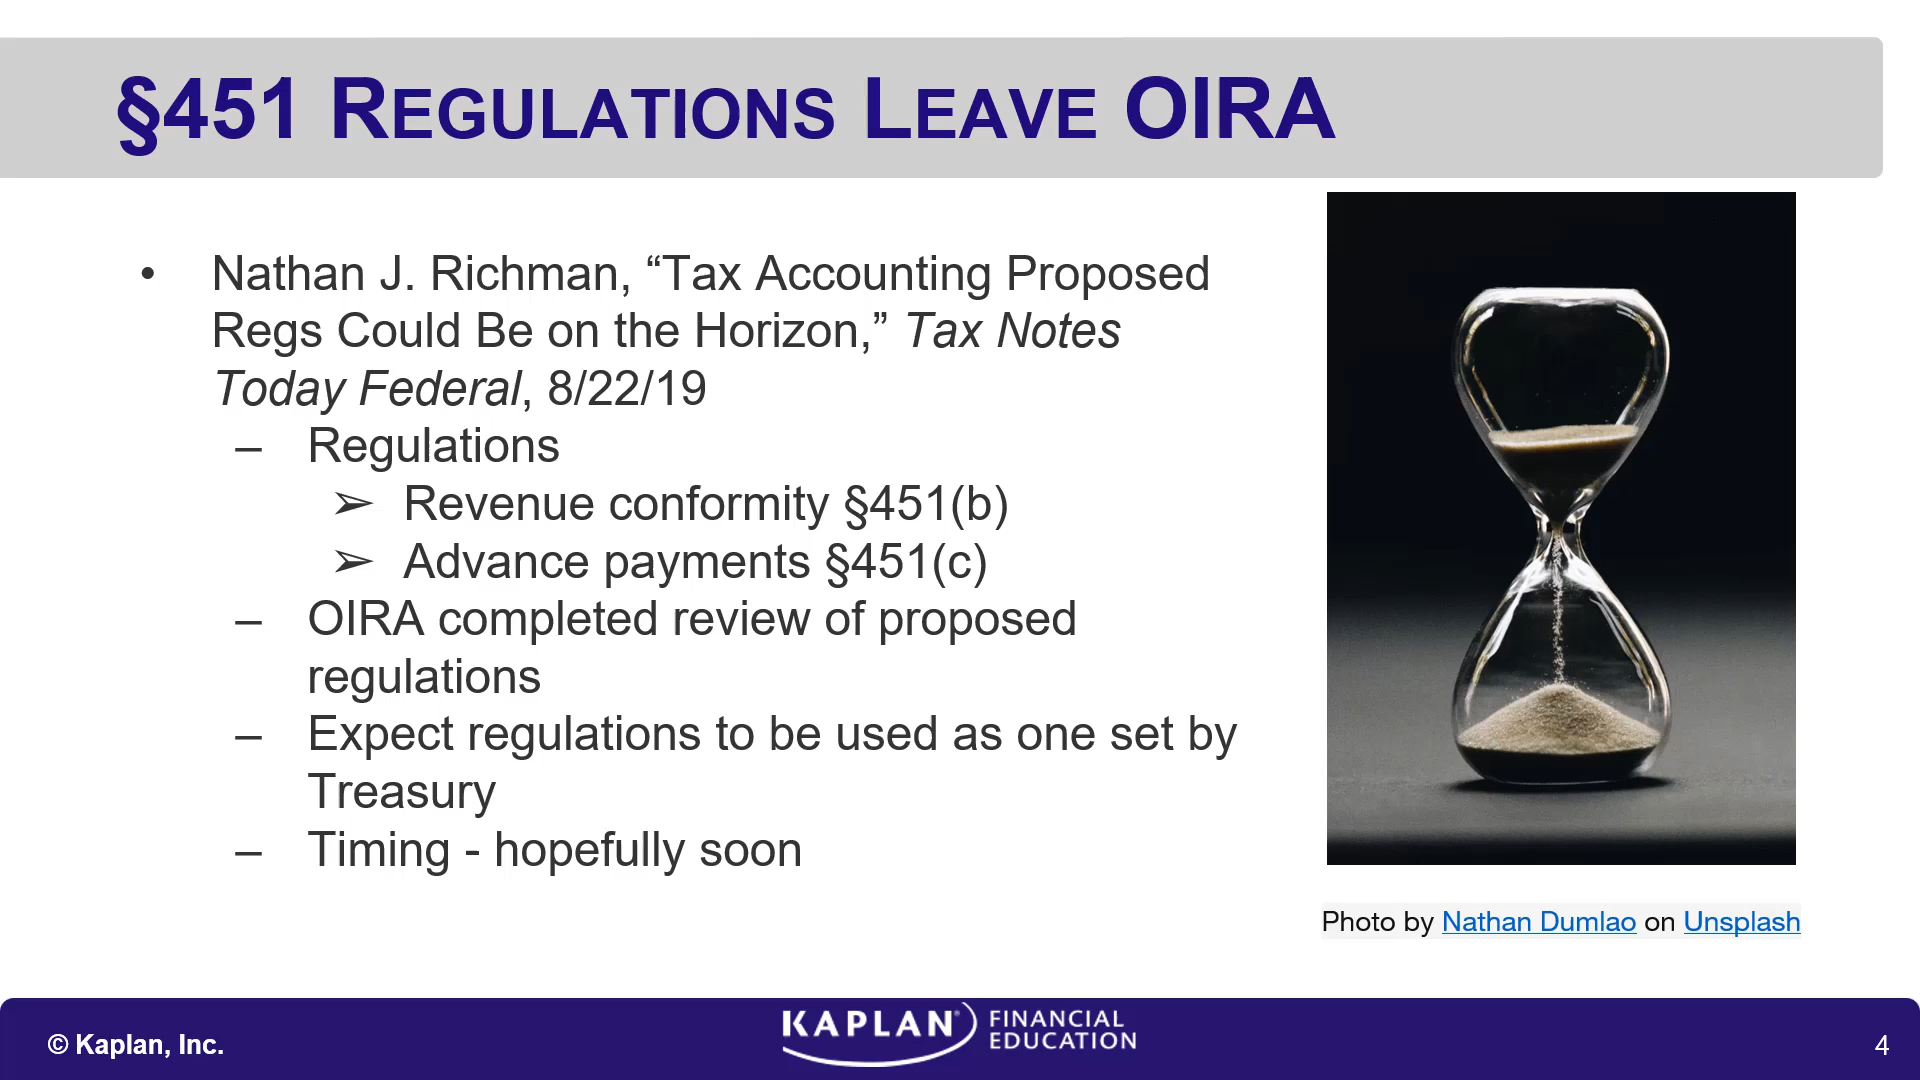 §451 REGULATIONS LEAVE OIRA
• Nathan J. Richman, “Tax Accounting Proposed
Regs Could Be on the Horizon,” Tax Notes
Today Federal, 8/22/19
– Regulations
➢ Revenue conformity §451(b)
➢ Advance payments §451(c)
– OIRA completed review of proposed
regulations
– Expect regulations to be used as one set by
Treasury
– Timing - hopefully soon
Photo by Nathan Dumlao on Unsplash
© Kaplan, Inc.
KAPLAN® FINANCIAL
EDUCATION
4